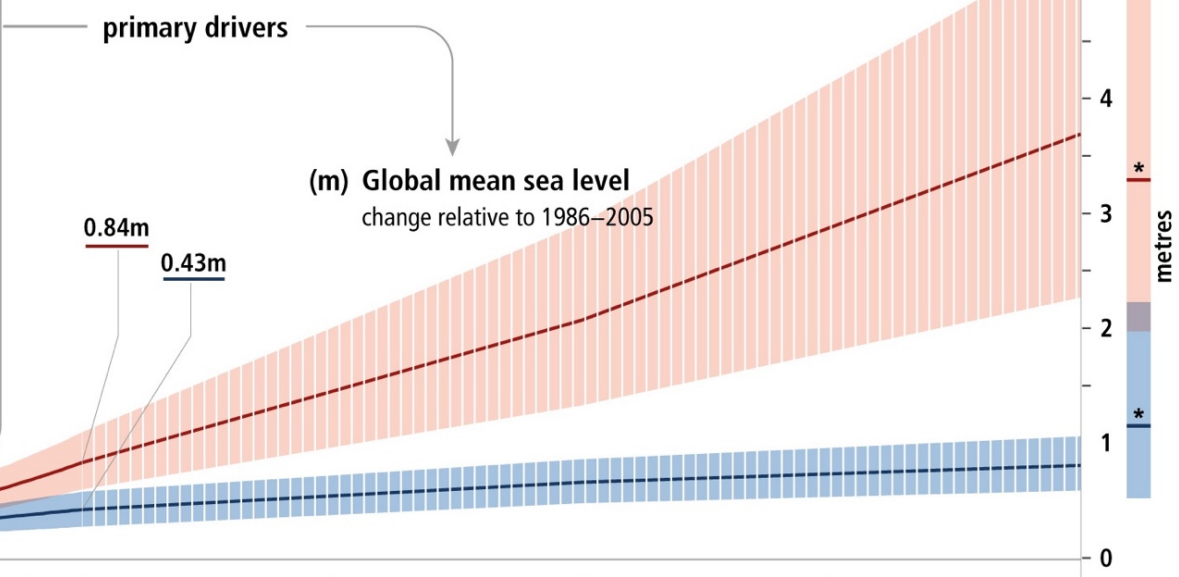 primary drivers
(m) Global mean sea level
change relative to 1986–2005
0.84m
0.43m
4
3
2
1
0
metres
*
*